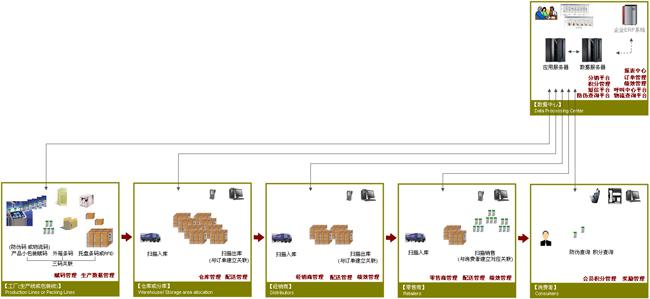 企业ERP系统
应用服务器
数据服务器
报表中心
分销平台
订单管理
积分管理
绩效管理
短信平台
呼叫中心平台
防伪查询平台
物流查询平台
【数据中心】
Data Processing Center
(防伪码 或物流码)
产品小包装赋码
外箱条码
托盘条码或RFID
三码关联
赋码管理
生产数据管理
【工厂(生产线或包装线)】
Production Lines or Packing Lines
扫描入库
扫描出库
(与订单建立关联)
仓库管理
配送管理
【仓库或分库】
Warehouse/ Storage area allocation
扫描入库
扫描出库
(与订单建立关联)
经销商管理
配送管理
绩效管理
【经销商】
Distributors
扫描入库
扫描销售
(与消费者建立对应关联)
零售商管理
配送管理
绩效管理
【零售商】
Retailers
防伪查询
积分查询
会员积分管理
奖励管理
【消费者】
Consumers